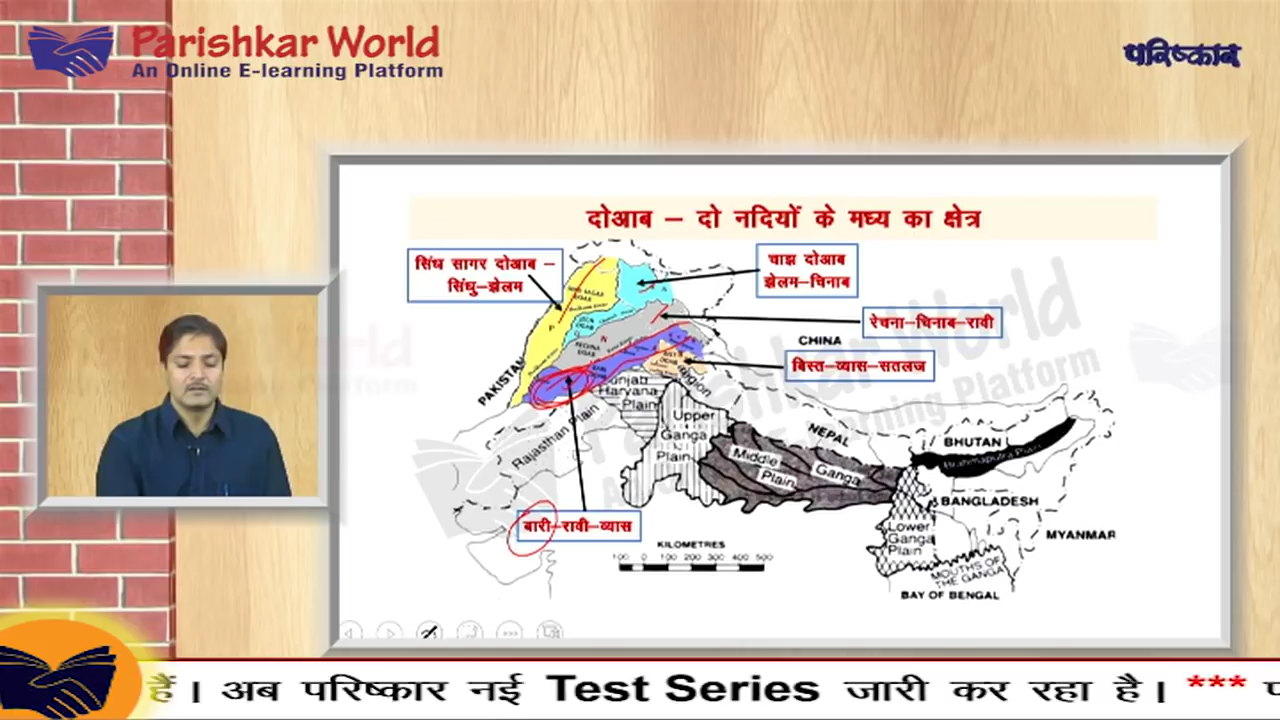 Parishkar World
An Online E-learning Platform
परिष्कार
दोआब – दो नदियों के मध्य का क्षेत्र
सिंध सागर दोआब –
सिंधु–झेलम
चाझ दोआब
झेलम–चिनाब
रेचना–चिनाब–रावी
बिस्त–व्यास–सतलज
बारी–रावी–व्यास
CHINA
PAKISTAN
Punjab
Haryana
Plain
Rajasthan Plain
Upper
Ganga
Plain
NEPAL
Middle Ganga
Plain
BHUTAN
Brahmaputra Plain
BANGLADESH
Lower
Ganga
Plain
MYANMAR
MOUTHS OF
THE GANGA
BAY OF BENGAL
KILOMETRES
100 0 100 200 300 400 500
हैं। अब परिष्कार नई Test Series जारी कर रहा है। *** प